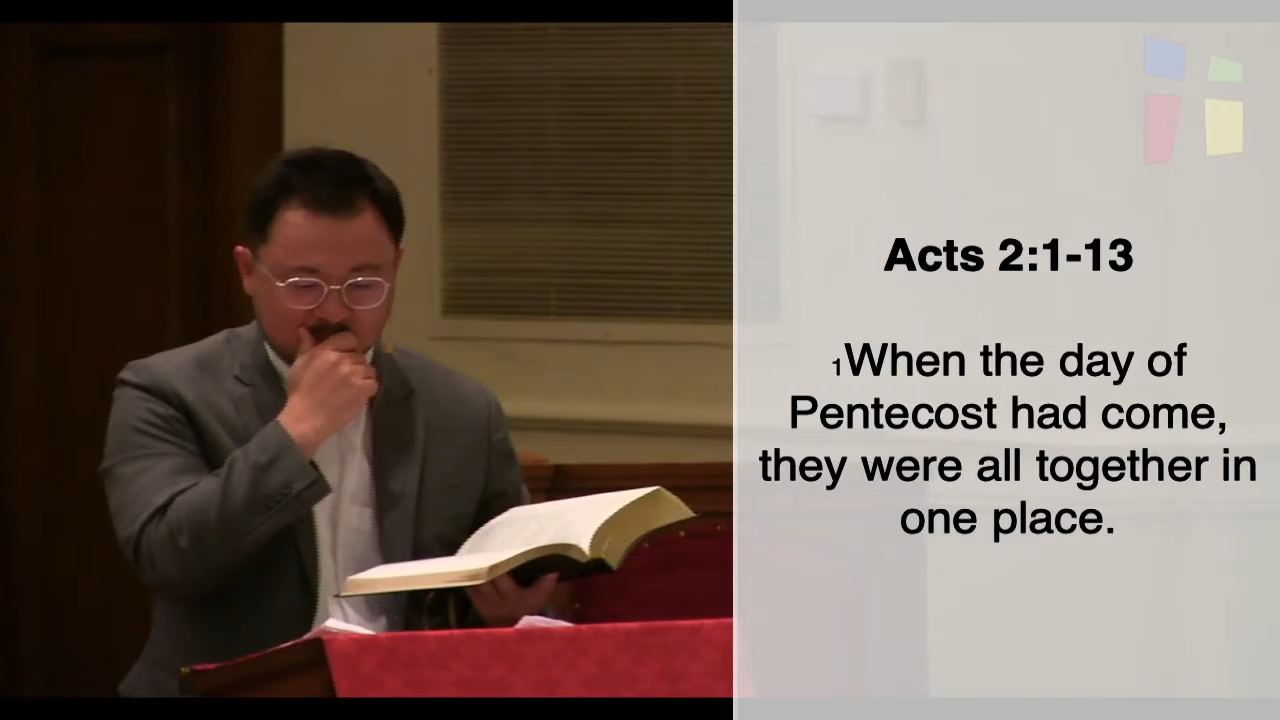 Acts 2:1-13
1When the day of
Pentecost had come,
they were all together in
one place.